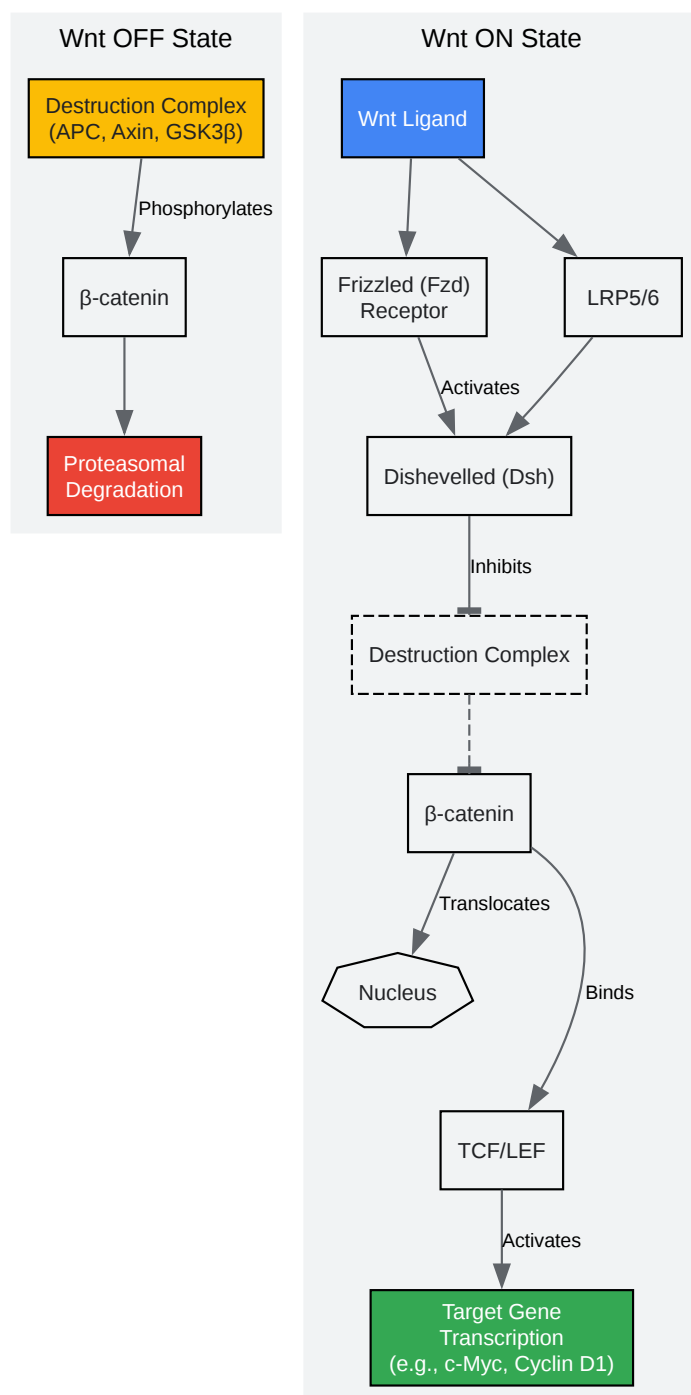 Wnt OFF State
Destruction Complex
(APC, Axin, GSK3β)
Phosphorylates
β-catenin
Proteasomal
Degradation
Wnt ON State
Wnt Ligand
Frizzled (Fzd)
Receptor
LRP5/6
Activates
Dishevelled (Dsh)
Inhibits
Destruction Complex
β-catenin
Translocates
Nucleus
Binds
TCF/LEF
Activates
Target Gene
Transcription
(e.g., c-Myc, Cyclin D1)